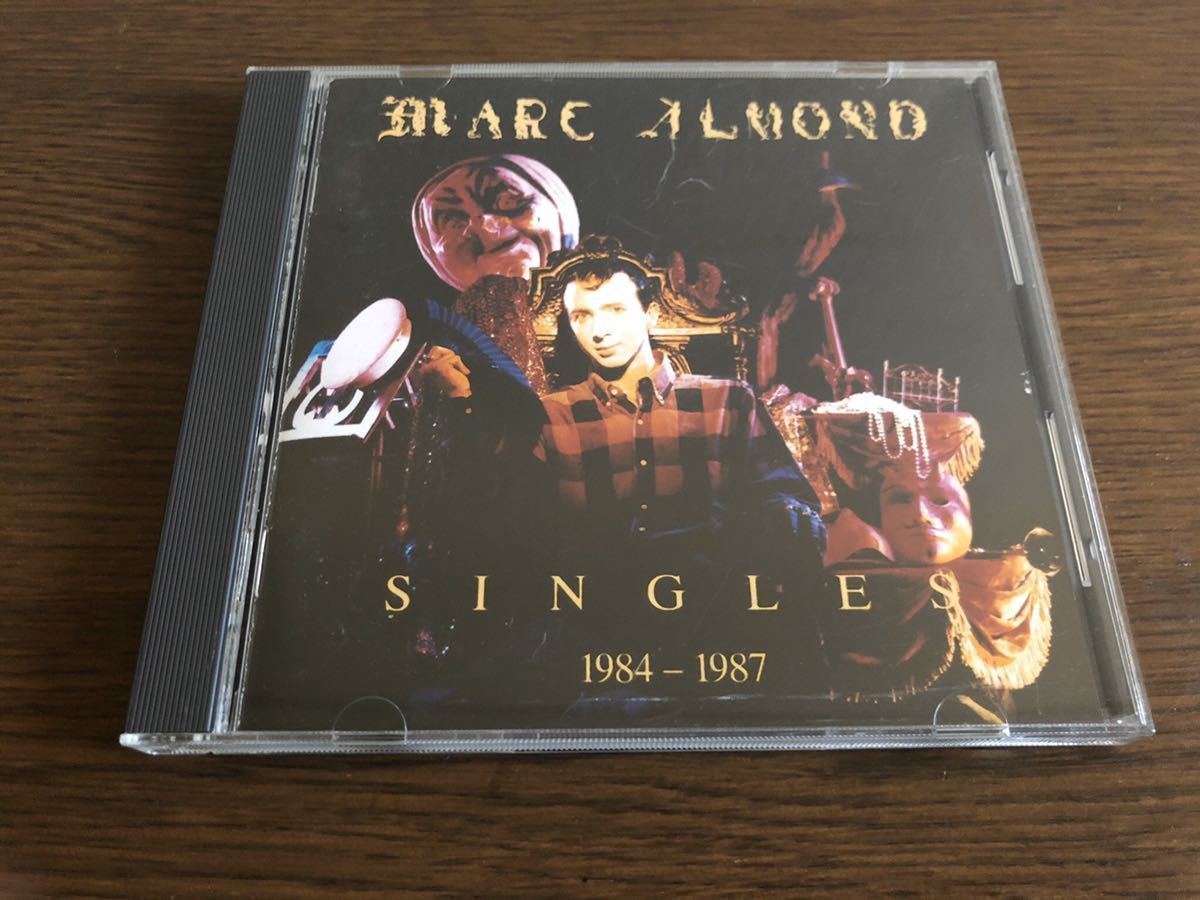 MARC ALMOND
SINGLES
1984 – 1987